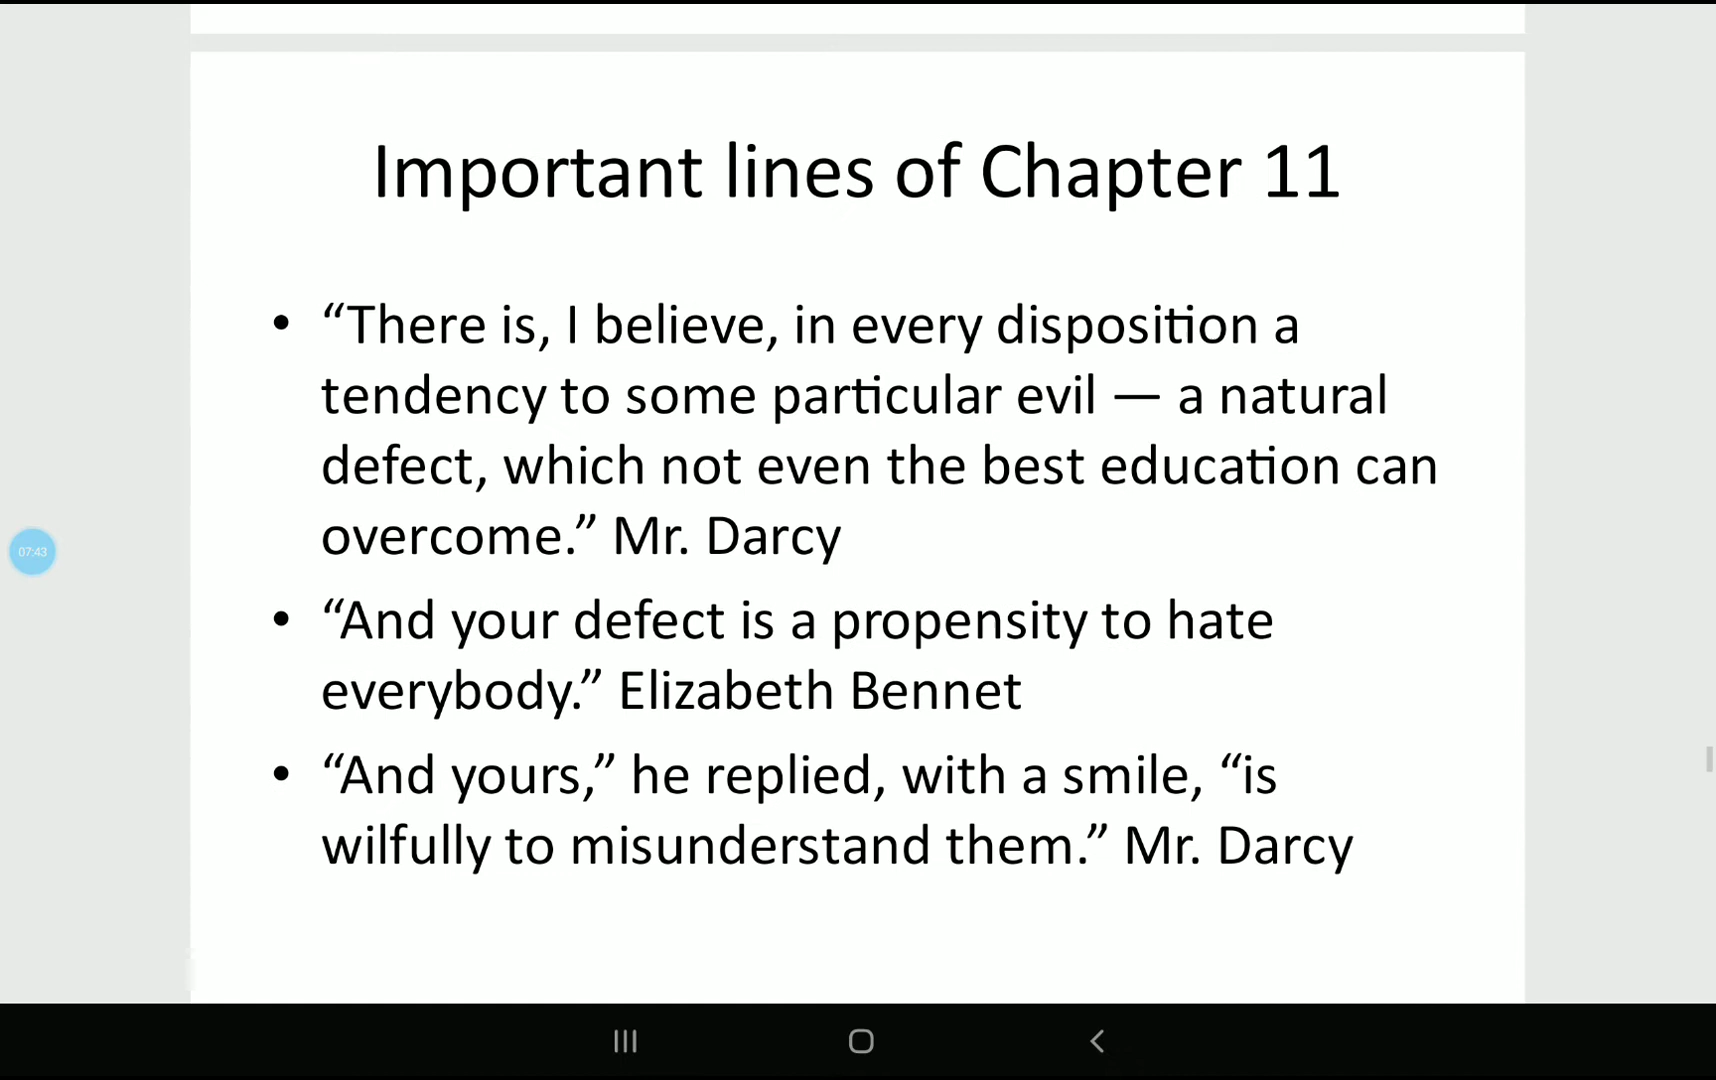 Important lines of Chapter 11
• “There is, I believe, in every disposition a
tendency to some particular evil — a natural
defect, which not even the best education can
overcome.” Mr. Darcy
• “And your defect is a propensity to hate
everybody.” Elizabeth Bennet
• “And yours,” he replied, with a smile, “is
wilfully to misunderstand them.” Mr. Darcy
07:43